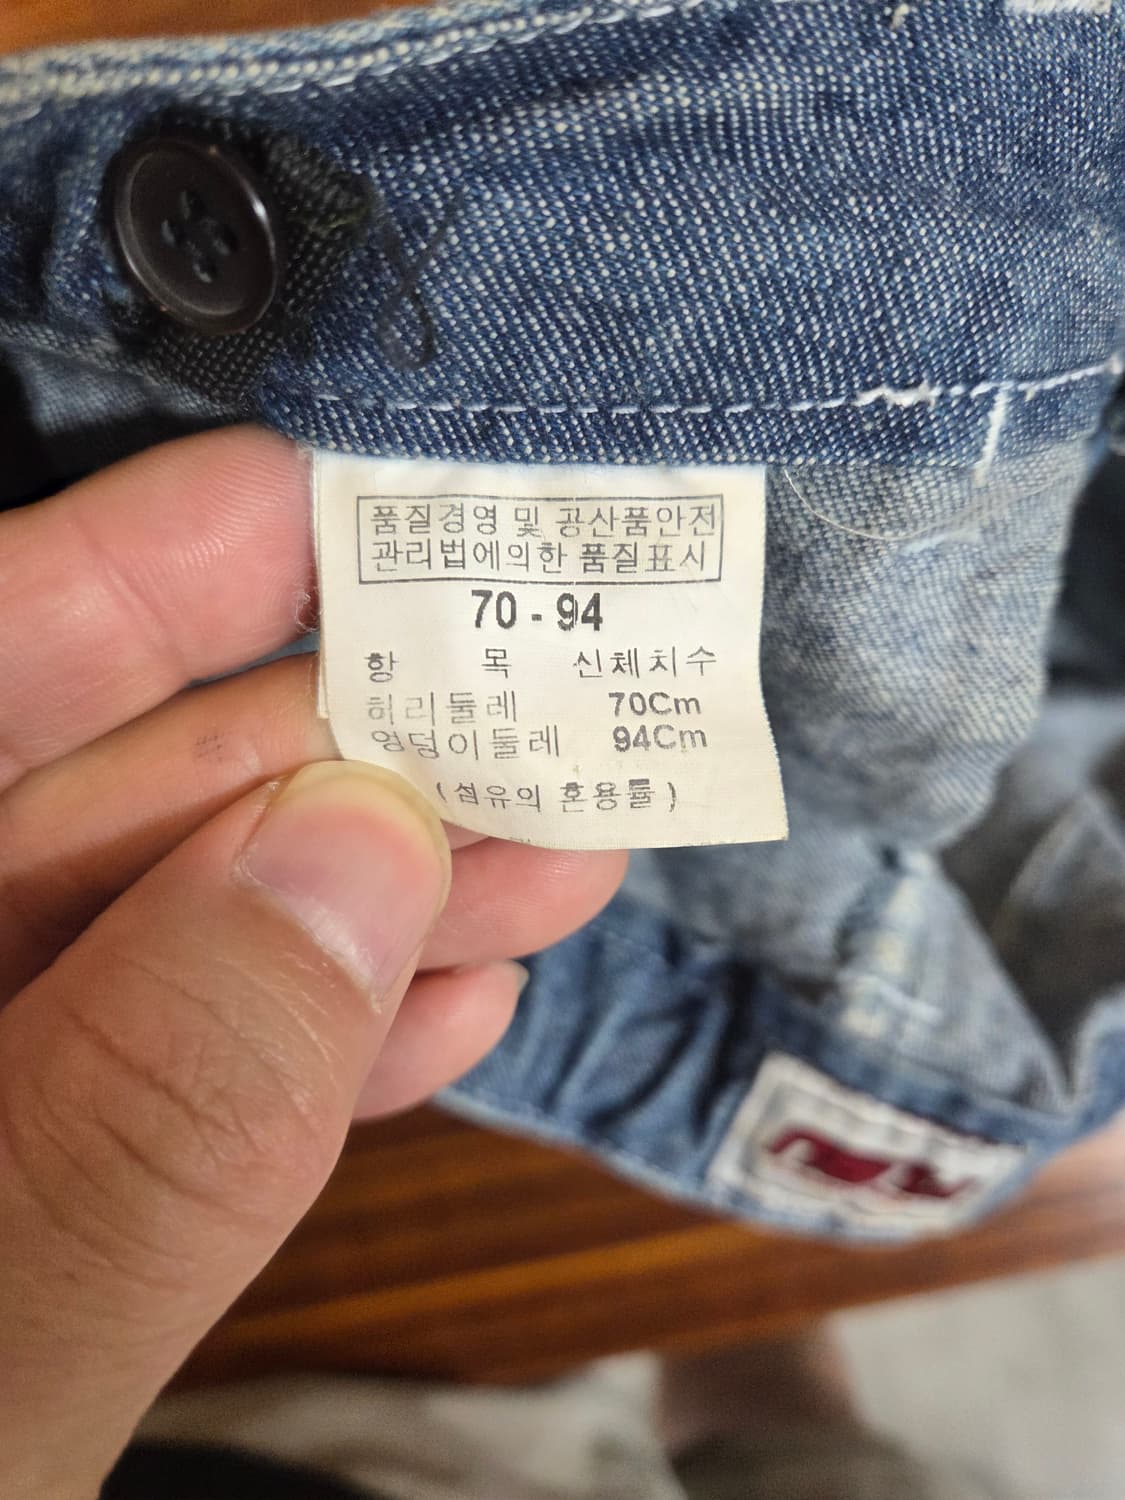 품질경영 및 공산품안전
관리법에의한 품질표시
70 - 94
항 목 신체치수
허리둘레 70Cm
엉덩이둘레 94Cm
(섬유의 혼용률)